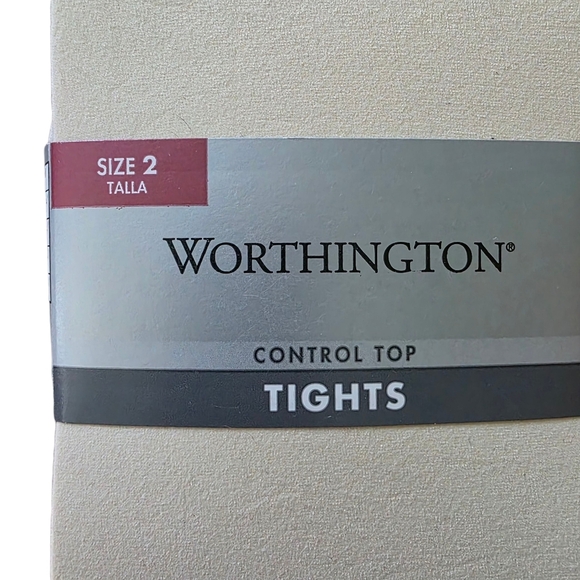 SIZE 2
TALLA
WORTHINGTON®
CONTROL TOP
TIGHTS